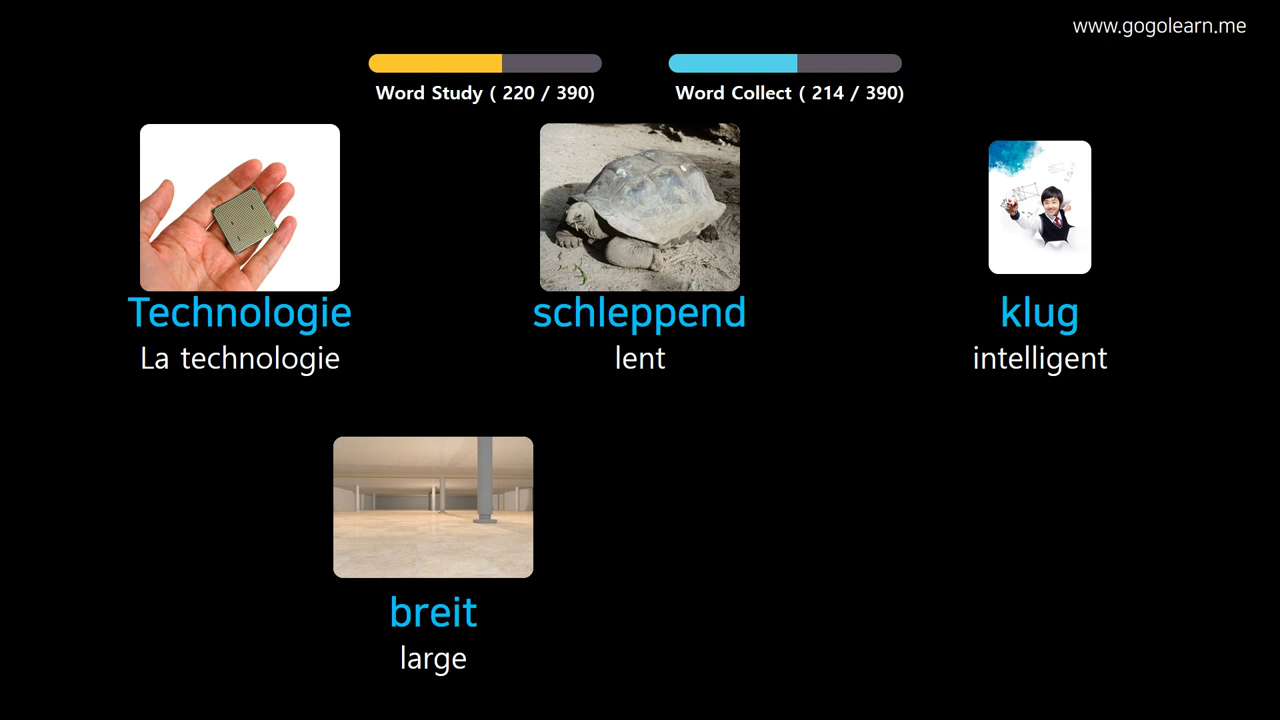 www.gogolearn.me
Word Study ( 220 / 390)
Word Collect ( 214 / 390)
Technologie
La technologie
schleppend
lent
klug
intelligent
breit
large